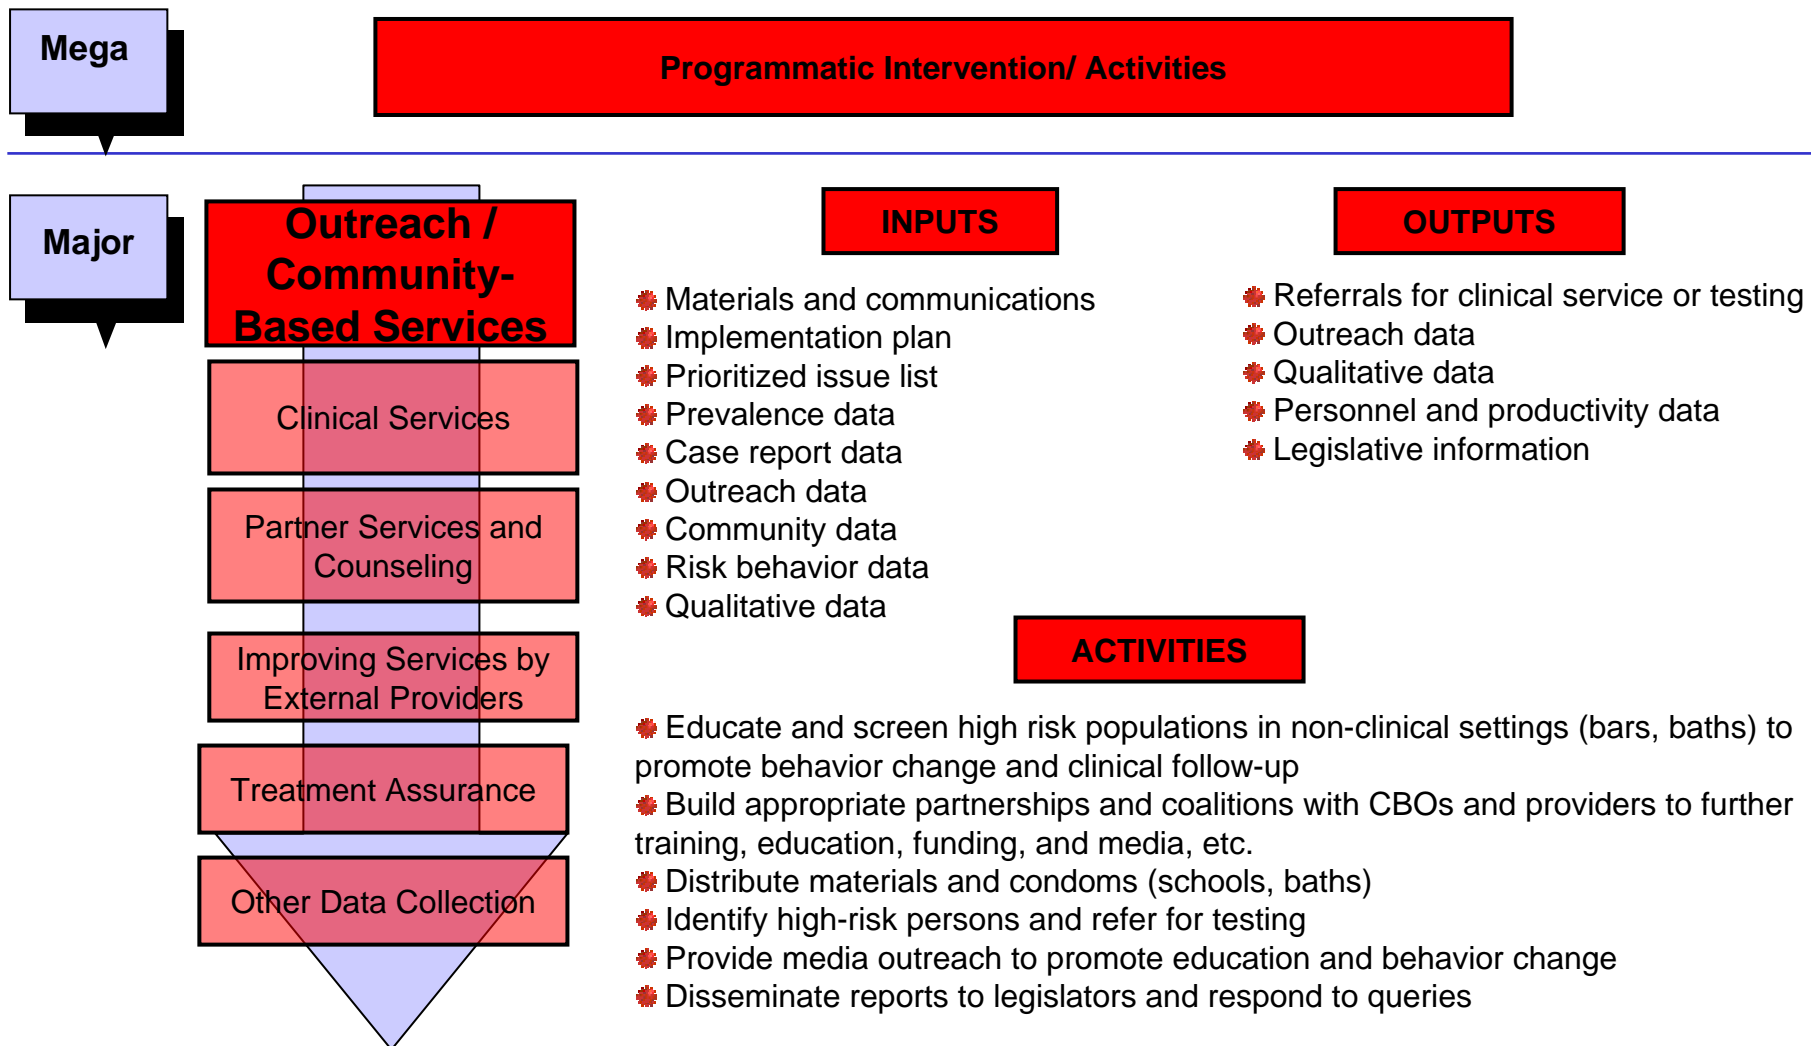 Mega
Programmatic Intervention/ Activities
Major
Outreach /
Community-
Based Services
Clinical Services
Partner Services and
Counseling
Improving Services by
External Providers
Treatment Assurance
Other Data Collection
INPUTS
Materials and communications
Implementation plan
Prioritized issue list
Prevalence data
Case report data
Outreach data
Community data
Risk behavior data
Qualitative data
OUTPUTS
Referrals for clinical service or testing
Outreach data
Qualitative data
Personnel and productivity data
Legislative information
ACTIVITIES
Educate and screen high risk populations in non-clinical settings (bars, baths) to
promote behavior change and clinical follow-up
Build appropriate partnerships and coalitions with CBOs and providers to further
training, education, funding, and media, etc.
Distribute materials and condoms (schools, baths)
Identify high-risk persons and refer for testing
Provide media outreach to promote education and behavior change
Disseminate reports to legislators and respond to queries